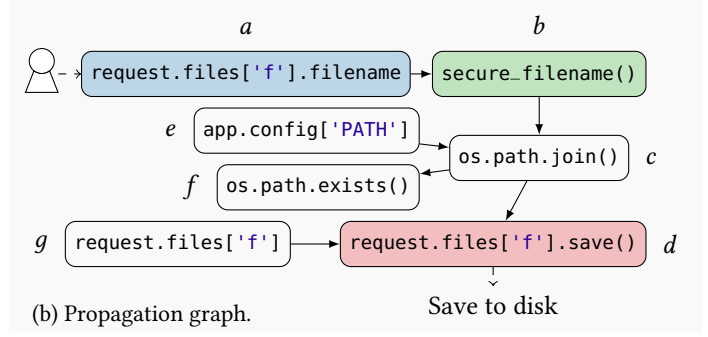 a
b
request.files['f'].filename
secure_filename()
e
app.config['PATH']
os.path.join()
c
f
os.path.exists()
g
request.files['f']
request.files['f'].save()
d
Save to disk
(b) Propagation graph.